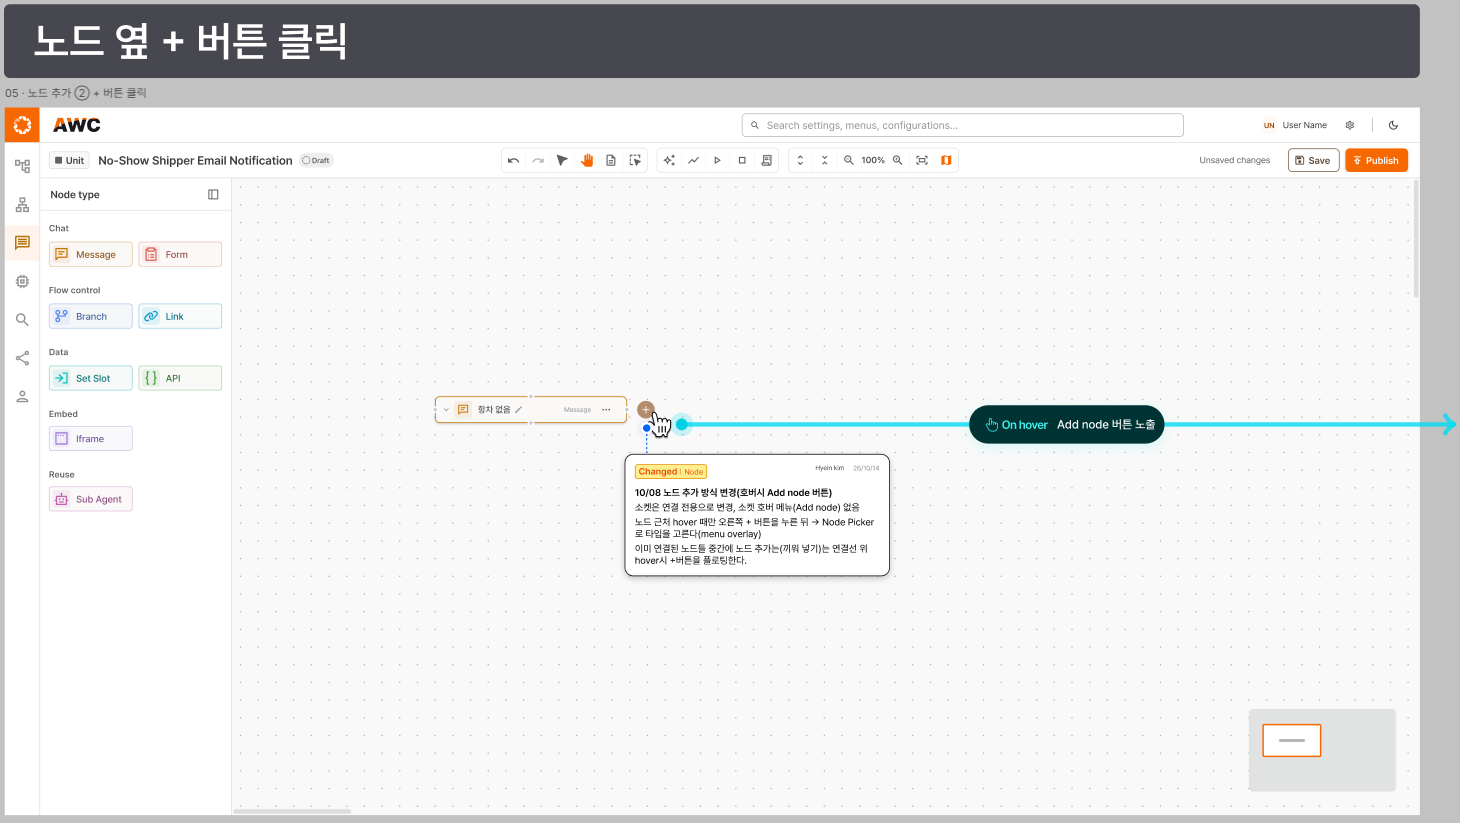 노드 옆 + 버튼 클릭
05 - 노드 추가 ② + 버튼 클릭
AWC
Search settings, menus, configurations...
UN User Name
Unit No-Show Shipper Email Notification Draft
100%
Unsaved changes Save Publish
Node type
Chat
Message Form
Flow control
Branch Link
Data
Set Slot API
Embed
Iframe
Reuse
Sub Agent
항차 없음 Message
On hover Add node 버튼 노출
Changed | Node Hyein kim 26/10/14
10/08 노드 추가 방식 변경(호버시 Add node 버튼)
소켓은 연결 전용으로 변경, 소켓 호버 메뉴(Add node) 없음
노드 근처 hover 때만 오른쪽 + 버튼을 누른 뒤 → Node Picker
로 타입을 고른다(menu overlay)
이미 연결된 노드들 중간에 노드 추가는(끼워 넣기)는 연결선 위
hover시 +버튼을 플로팅한다.